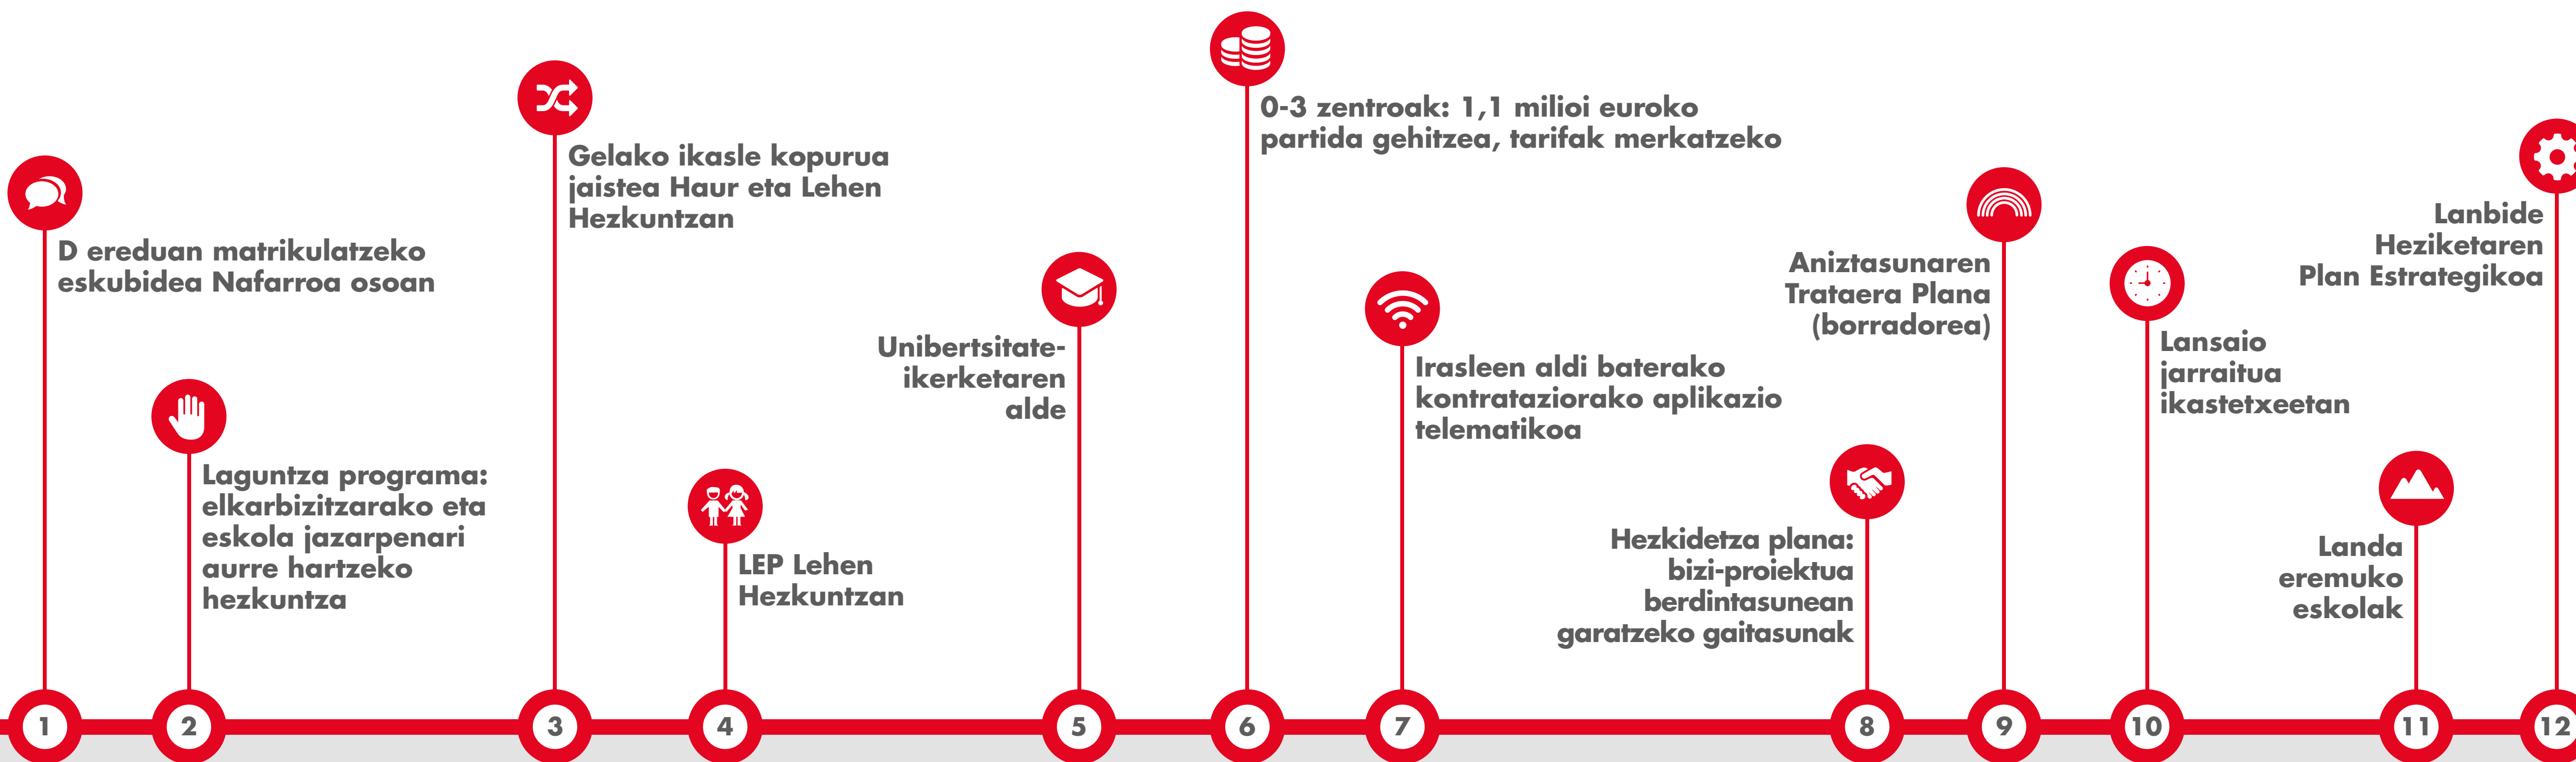 D ereduan matrikulatzeko
eskubidea Nafarroa osoan
Laguntza programa:
elkarbizitzarako eta
eskola jazarpenari
aurre hartzeko
hezkuntza
Gelako ikasle kopurua
jaistea Haur eta Lehen
Hezkuntzan
LEP Lehen
Hezkuntzan
Unibertsitate-
ikerketaren
alde
0-3 zentroak: 1,1 milioi euroko
partida gehitzea, tarifak merkatzeko
Irasleen aldi baterako
kontrataziorako aplikazio
telematikoa
Hezkidetza plana:
bizi-proiektua
berdintasunean
garatzeko gaitasunak
Aniztasunaren
Trataera Plana
(borradorea)
Lansaio
jarraitua
ikastetxeetan
Landa
eremuko
eskolak
Lanbide
Heziketaren
Plan Estrategikoa
1 2 3 4 5 6 7 8 9 10 11 12